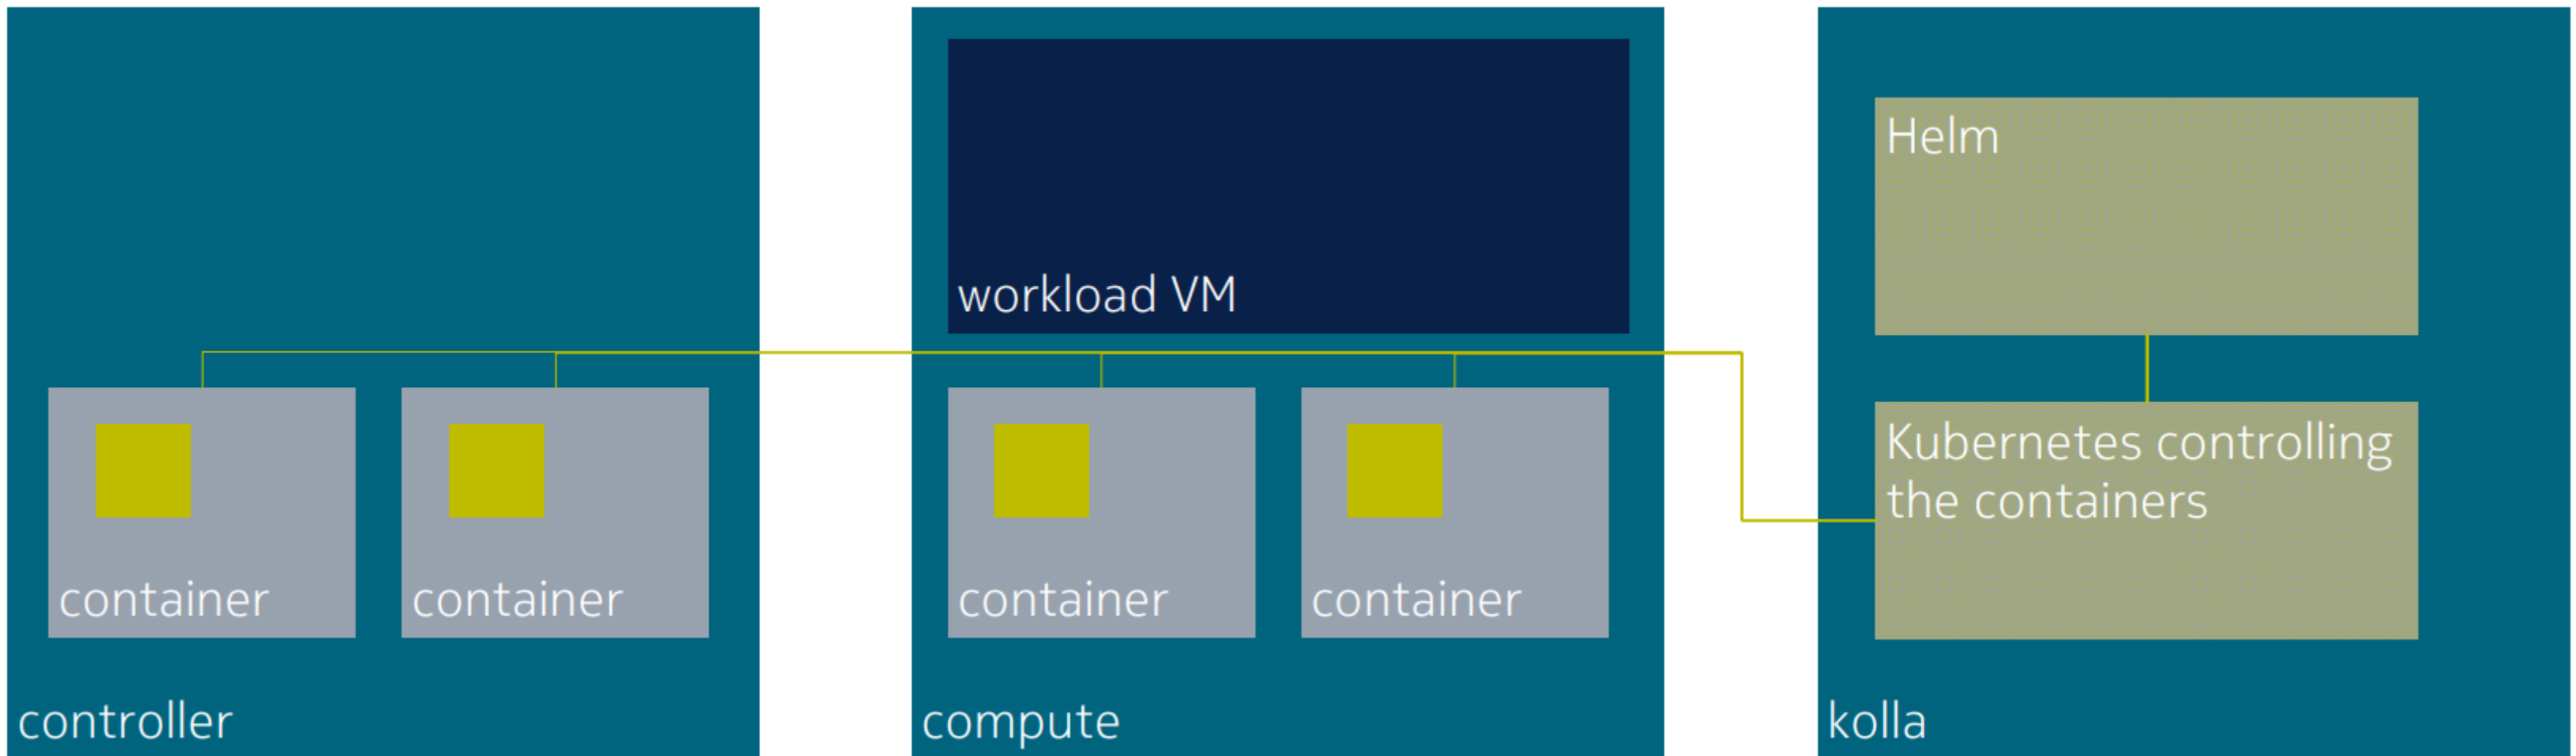 container
container
controller
workload VM
container
container
compute
Helm
Kubernetes controlling
the containers
kolla